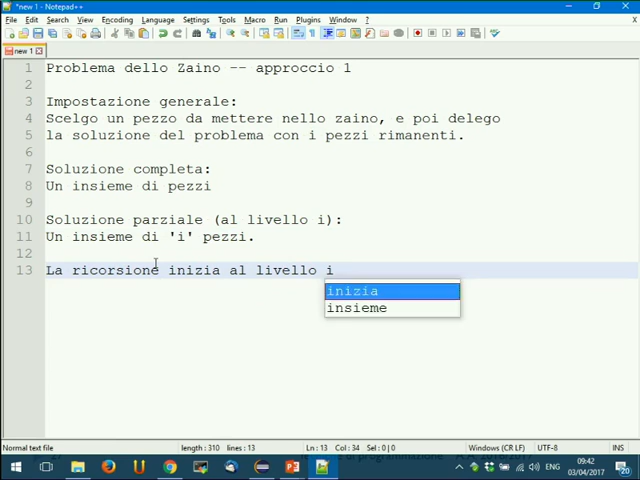 *new 1 - Notepad++
File Edit Search View Encoding Language Settings Tools Macro Run Plugins Window ?
X
new 1
1 Problema dello Zaino -- approccio 1
2
3 Impostazione generale:
4 Scelgo un pezzo da mettere nello zaino, e poi delego
5 la soluzione del problema con i pezzi rimanenti.
6
7 Soluzione completa:
8 Un insieme di pezzi
9
10 Soluzione parziale (al livello i):
11 Un insieme di 'i' pezzi.
12
13 La ricorsione inizia al livello i
inizia
insieme
Normal text file length : 310 lines : 13 Ln : 13 Col : 34 Sel : 0 | 0 Windows (CR LF) UTF-8 INS
09:42
03/04/2017
20